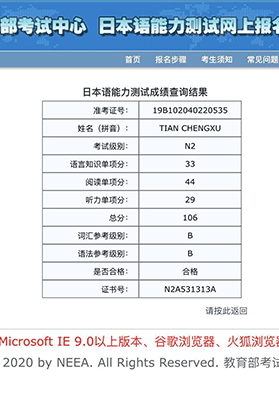 部考试中心 日本语能力测试网上报名
首页 报名步骤 考生须知 常见问题
日本语能力测试成绩查询结果
准考证号： 19B102040220535
姓名（拼音）： TIAN CHENGXU
考试级别： N2
语言知识单项分： 33
阅读单项分： 44
听力单项分： 29
总分： 106
词汇参考级别： B
语法参考级别： B
是否合格： 合格
证书号： N2A531313A
请按此返回
Microsoft IE 9.0以上版本、谷歌浏览器、火狐浏览器
2020 by NEEA. All Rights Reserved. 教育部考试